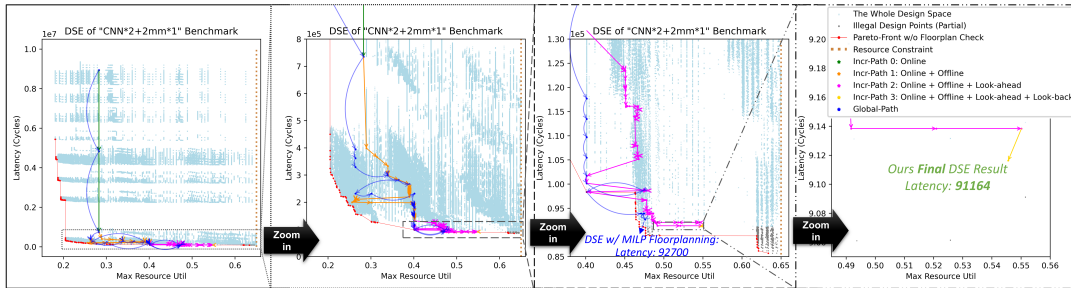 DSE of "CNN*2+2mm*1" Benchmark
1e7
Latency (Cycles)
1.0
0.8
0.6
0.4
0.2
0.0
0.2
0.3
0.4
0.5
0.6
Max Resource Util
Zoom
in
DSE of "CNN*2+2mm*1" Benchmark
1e5
Latency (Cycles)
8
7
6
5
4
3
2
1
0
0.2
0.3
0.4
0.5
0.6
Max Resource Util
Zoom
in
DSE of "CNN*2+2mm*1" Benchmark
1e5
Latency (Cycles)
1.30
1.25
1.20
1.15
1.10
1.05
1.00
0.95
0.90
0.85
DSE w/ MILP Floorplanning:
Latency: 92700
0.40
0.45
0.50
0.55
0.60
0.65
Max Resource Util
Zoom
in
The Whole Design Space
Illegal Design Points (Partial)
Pareto-Front w/o Floorplan Check
Resource Constraint
Incr-Path 0: Online
Incr-Path 1: Online + Offline
Incr-Path 2: Online + Offline + Look-ahead
Incr-Path 3: Online + Offline + Look-ahead + Look-back
Global-Path
Latency (Cycles)
9.20
9.18
9.16
9.14
9.12
9.10
9.08
Ours Final DSE Result
Latency: 91164
0.49
0.50
0.51
0.52
0.53
0.54
0.55
0.56
Max Resource Util